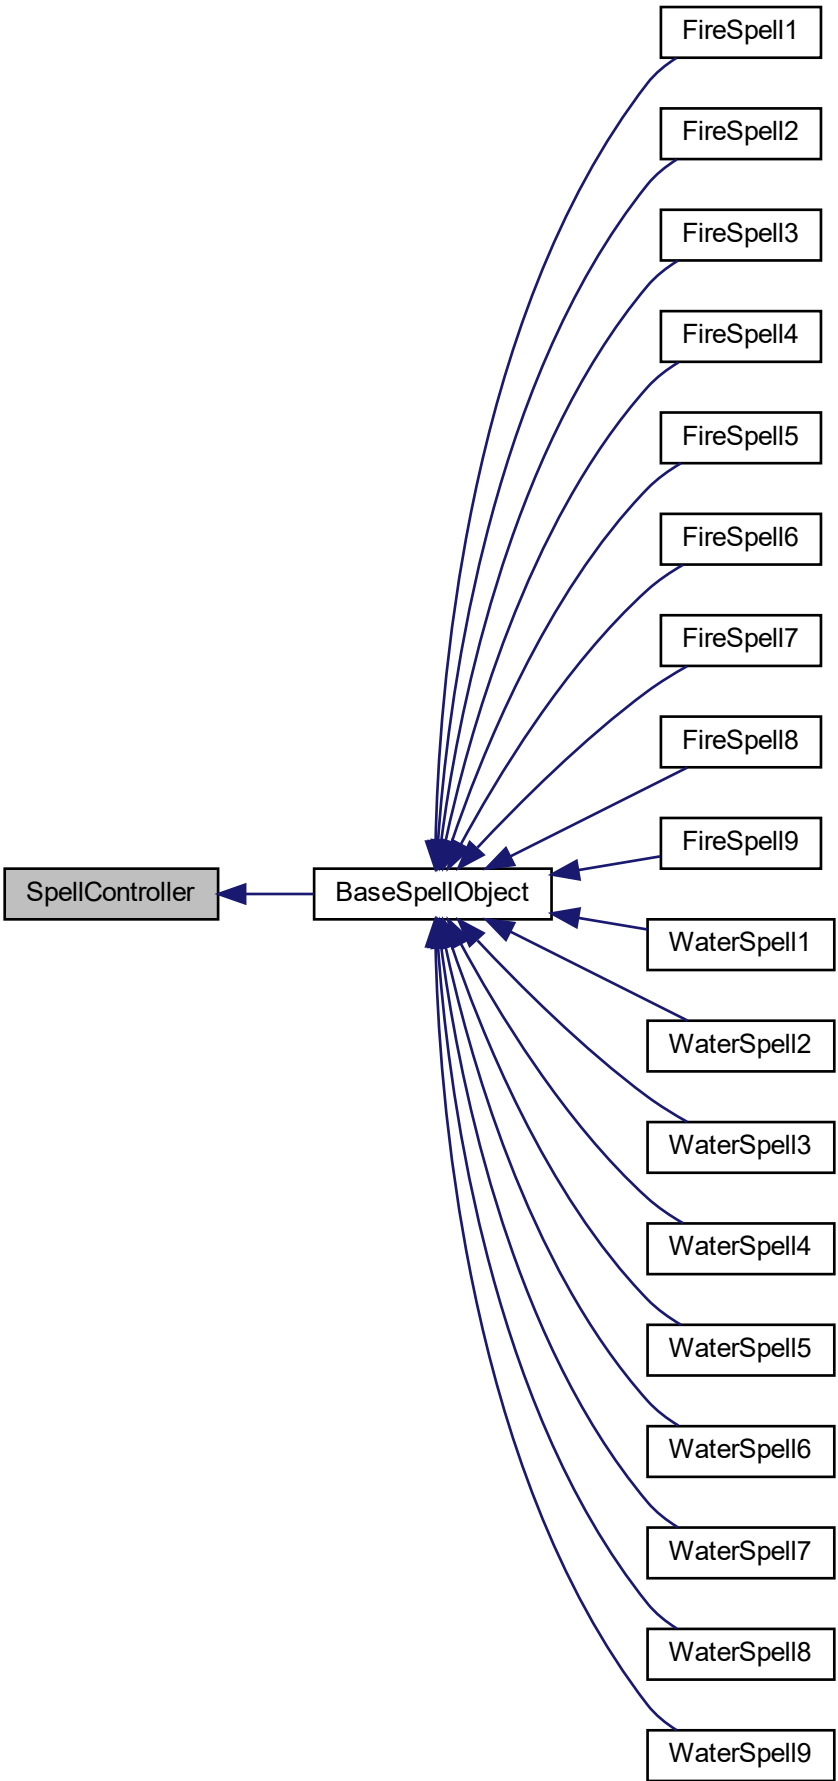 FireSpell1
FireSpell2
FireSpell3
FireSpell4
FireSpell5
FireSpell6
FireSpell7
FireSpell8
FireSpell9
SpellController
BaseSpellObject
WaterSpell1
WaterSpell2
WaterSpell3
WaterSpell4
WaterSpell5
WaterSpell6
WaterSpell7
WaterSpell8
WaterSpell9